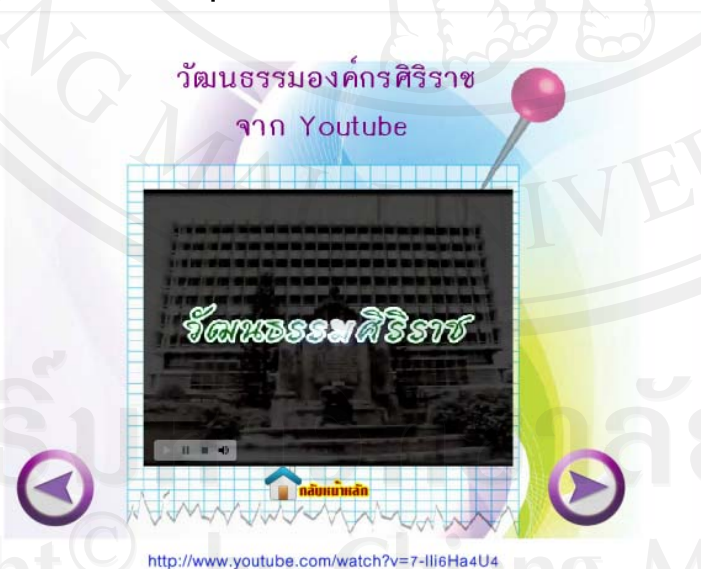 วัฒนธรรมองค์กรศิริราช
จาก Youtube
วัฒนธรรมศิริราช
กลับหน้าหลัก
http://www.youtube.com/watch?v=7-IIi6Ha4U4